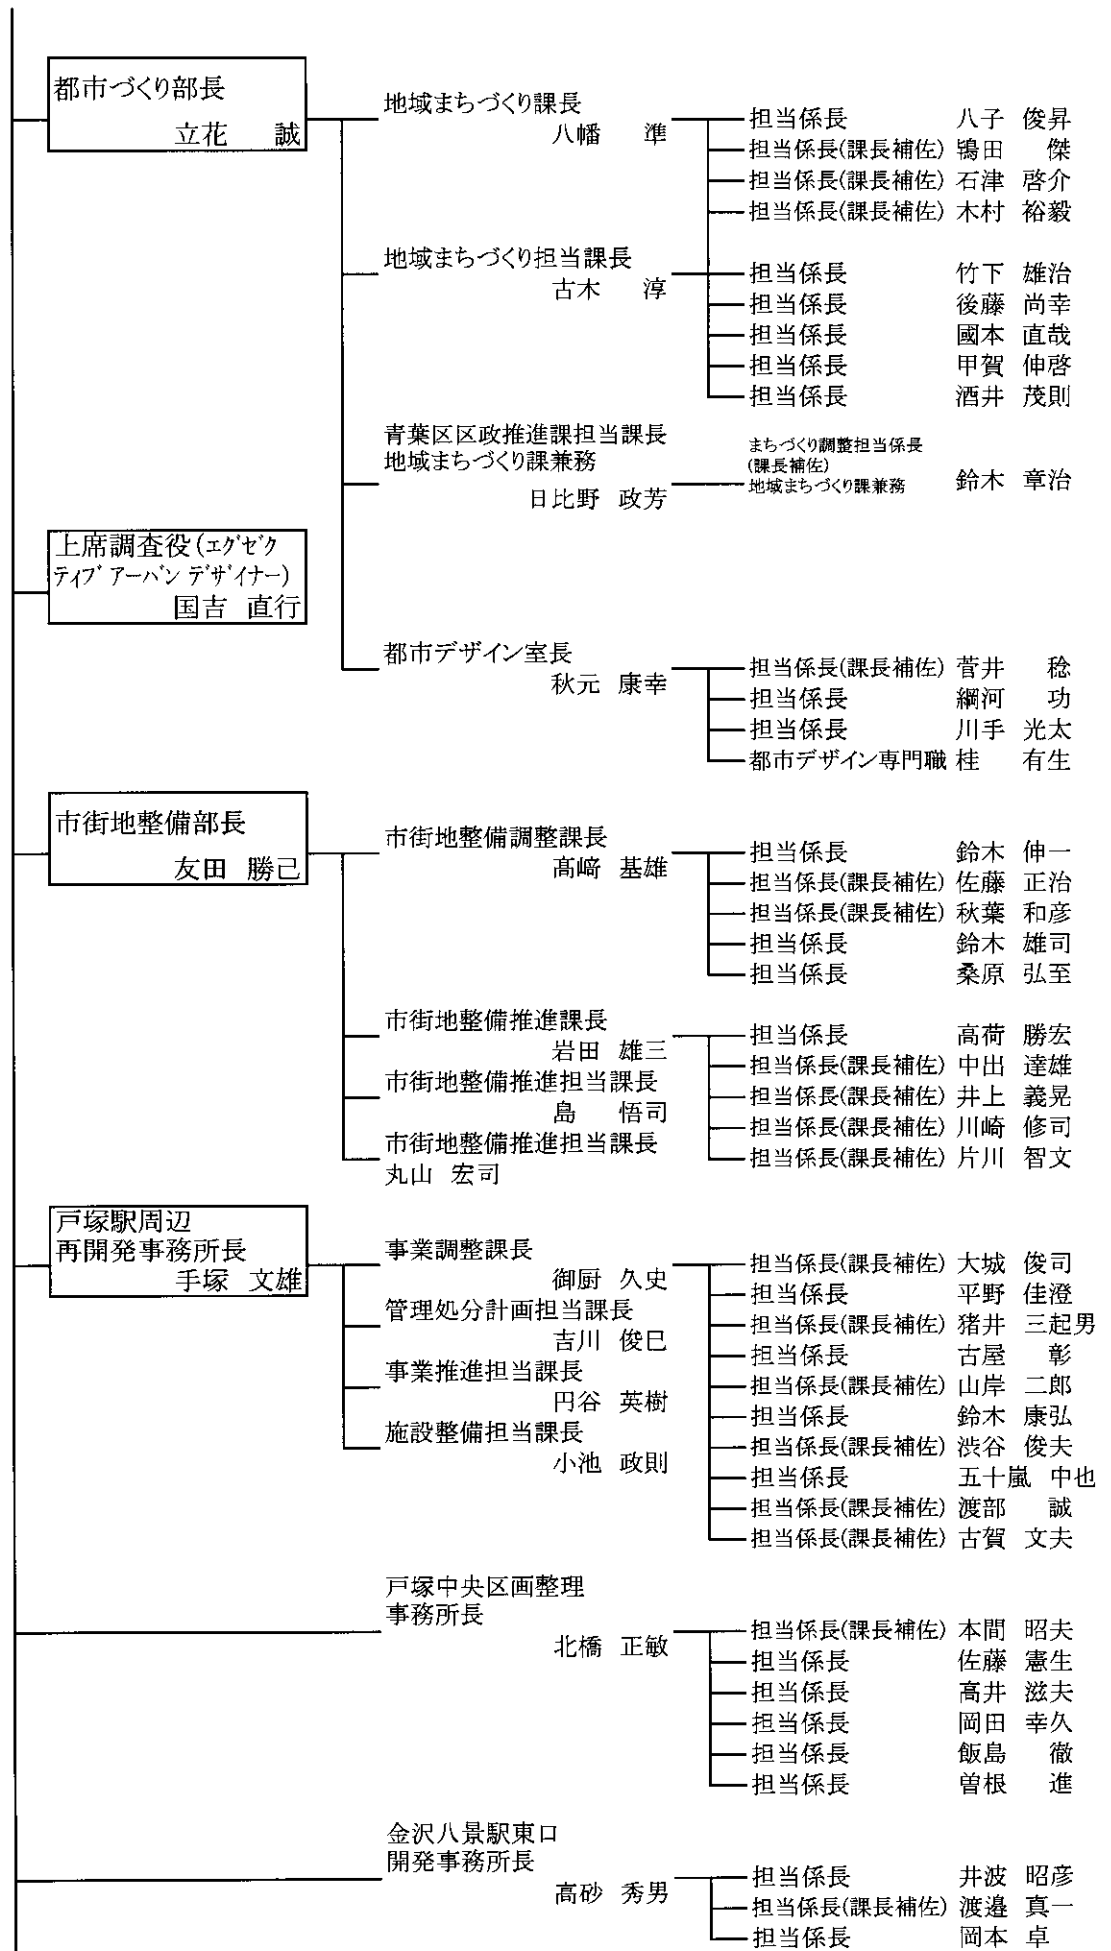 都市づくり部長
立花 誠
地域まちづくり課長
八幡 準
担当係長 八子 俊昇
担当係長(課長補佐) 鴇田 傑
担当係長(課長補佐) 石津 啓介
担当係長(課長補佐) 木村 裕毅
地域まちづくり担当課長
古木 淳
担当係長 竹下 雄治
担当係長 後藤 尚幸
担当係長 國本 直哉
担当係長 甲賀 伸啓
担当係長 酒井 茂則
青葉区区政推進課担当課長
地域まちづくり課兼務
日比野 政芳
まちづくり調整担当係長
(課長補佐)
地域まちづくり課兼務 鈴木 章治
上席調査役(エグゼク
ティブ アーバン デザイナー)
国吉 直行
都市デザイン室長
秋元 康幸
担当係長(課長補佐) 菅井 稔
担当係長 綱河 功
担当係長 川手 光太
都市デザイン専門職 桂 有生
市街地整備部長
友田 勝己
市街地整備調整課長
髙﨑 基雄
担当係長 鈴木 伸一
担当係長(課長補佐) 佐藤 正治
担当係長(課長補佐) 秋葉 和彦
担当係長 鈴木 雄司
担当係長 桑原 弘至
市街地整備推進課長
岩田 雄三
市街地整備推進担当課長
島 悟司
市街地整備推進担当課長
丸山 宏司
担当係長 高荷 勝宏
担当係長(課長補佐) 中出 達雄
担当係長(課長補佐) 井上 義晃
担当係長(課長補佐) 川崎 修司
担当係長(課長補佐) 片川 智文
戸塚駅周辺
再開発事務所長
手塚 文雄
事業調整課長
御厨 久史
管理処分計画担当課長
吉川 俊巳
事業推進担当課長
円谷 英樹
施設整備担当課長
小池 政則
担当係長(課長補佐) 大城 俊司
担当係長 平野 佳澄
担当係長(課長補佐) 猪井 三起男
担当係長 古屋 彰
担当係長(課長補佐) 山岸 二郎
担当係長 鈴木 康弘
担当係長(課長補佐) 渋谷 俊夫
担当係長 五十嵐 中也
担当係長(課長補佐) 渡部 誠
担当係長(課長補佐) 古賀 文夫
戸塚中央区画整理
事務所長
北橋 正敏
担当係長(課長補佐) 本間 昭夫
担当係長 佐藤 憲生
担当係長 高井 滋夫
担当係長 岡田 幸久
担当係長 飯島 徹
担当係長 曽根 進
金沢八景駅東口
開発事務所長
高砂 秀男
担当係長 井波 昭彦
担当係長(課長補佐) 渡邉 真一
担当係長 岡本 卓